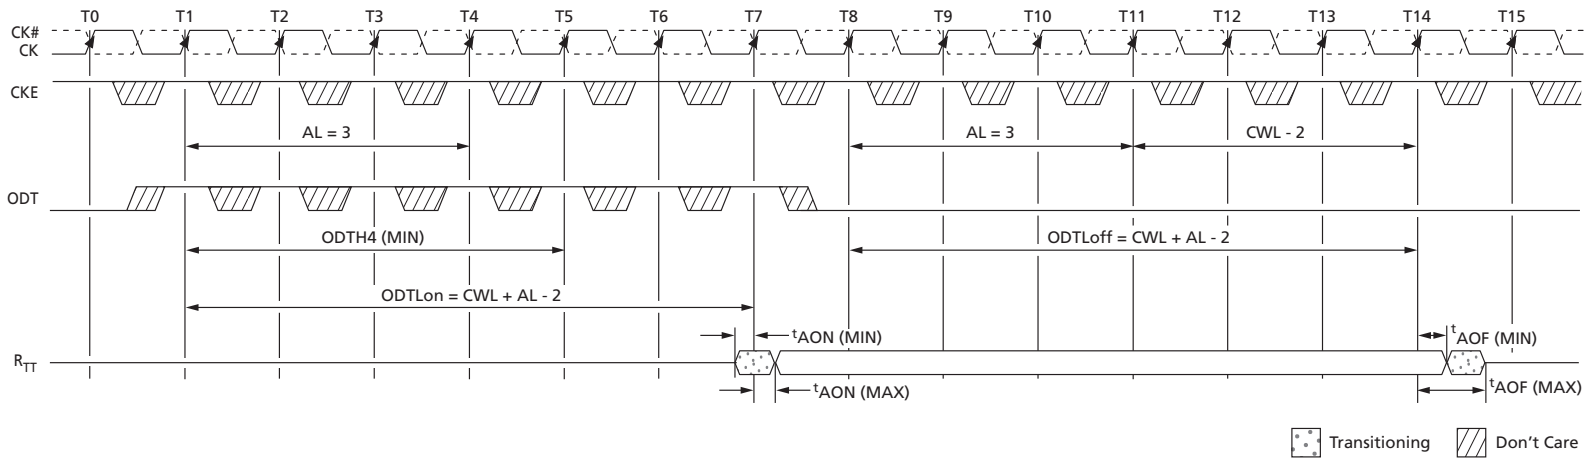 T0 T1 T2 T3 T4 T5 T6 T7 T8 T9 T10 T11 T12 T13 T14 T15
CK#
CK
CKE
AL = 3 AL = 3 CWL - 2
ODT
ODTH4 (MIN) ODTLoff = CWL + AL - 2
ODTLon = CWL + AL - 2
tAON (MIN) tAOF (MIN)
RTT
tAON (MAX) tAOF (MAX)
Transitioning Don't Care